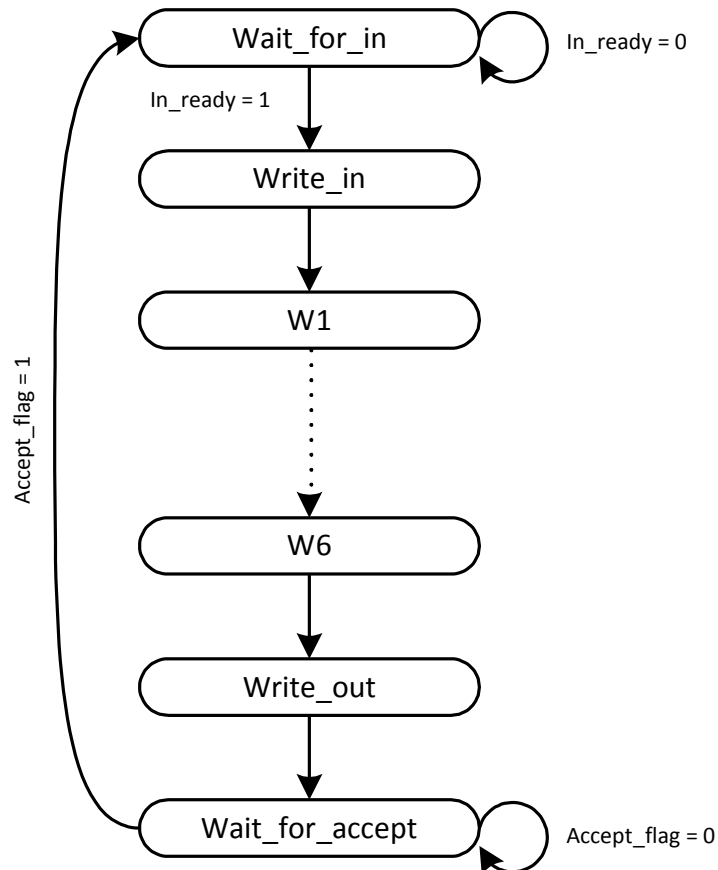 Wait_for_in
In_ready = 0
In_ready = 1
Write_in
W1
Accept_flag = 1
W6
Write_out
Wait_for_accept
Accept_flag = 0